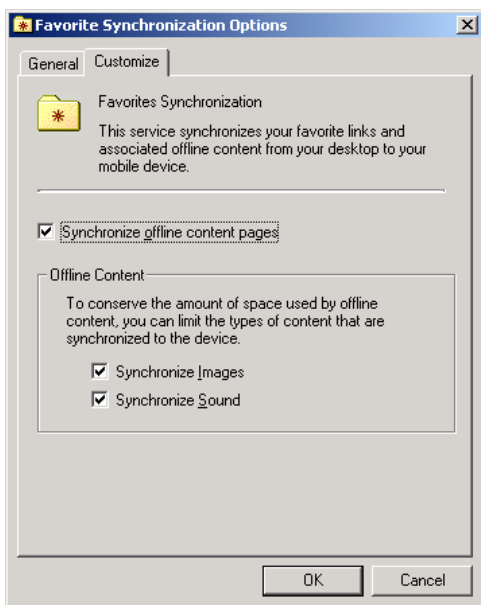 Favorite Synchronization Options
General Customize
Favorites Synchronization
This service synchronizes your favorite links and
associated offline content from your desktop to your
mobile device.
Synchronize offline content pages
Offline Content
To conserve the amount of space used by offline
content, you can limit the types of content that are
synchronized to the device.
Synchronize Images
Synchronize Sound
OK Cancel